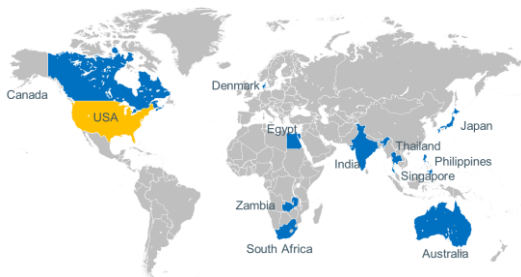 Denmark
Canada
USA
Egypt
Japan
Thailand
India
Philippines
Singapore
Zambia
South Africa
Australia